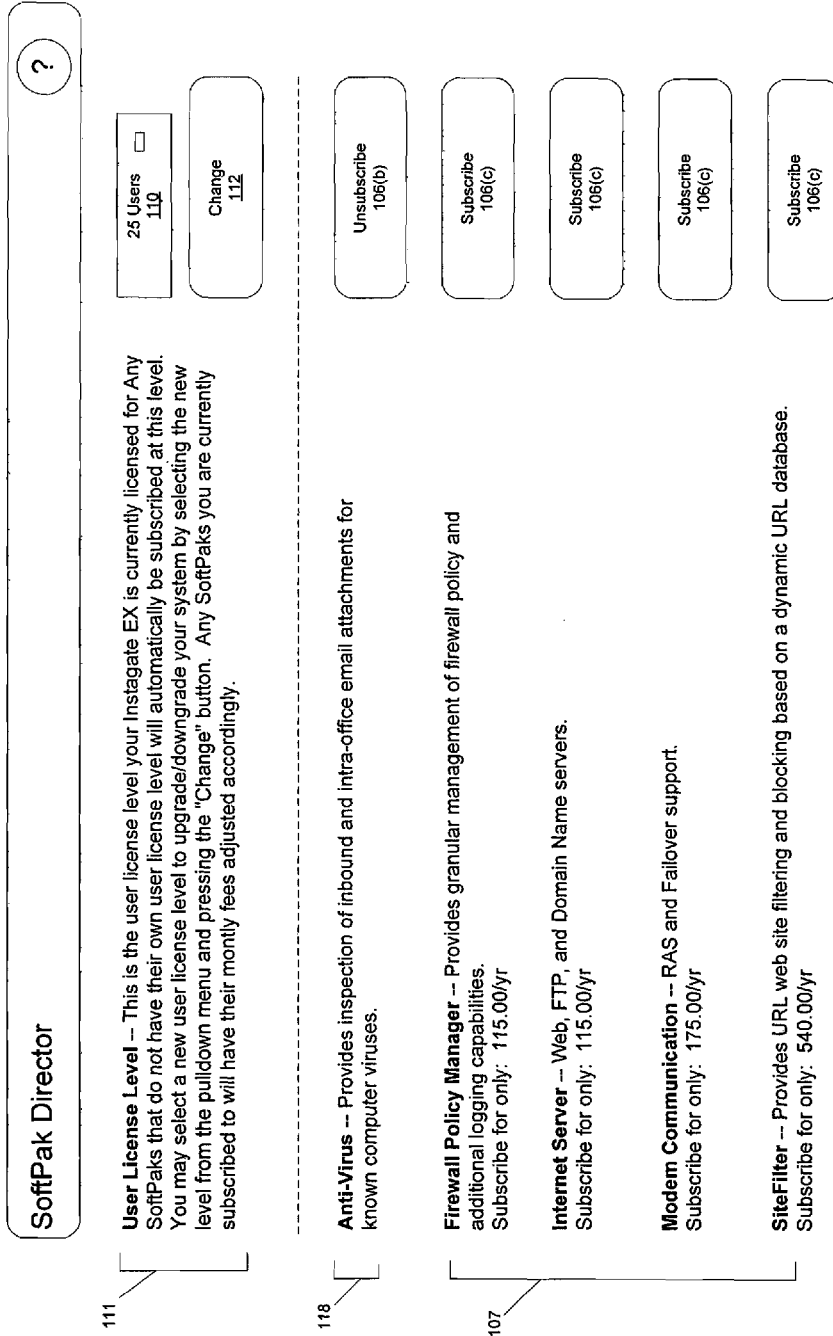 SoftPak Director
?
111
User License Level -- This is the user license level your Instagate EX is currently licensed for Any
SoftPaks that do not have their own user license level will automatically be subscribed at this level.
You may select a new user license level to upgrade/downgrade your system by selecting the new
level from the pulldown menu and pressing the "Change" button. Any SoftPaks you are currently
subscribed to will have their montly fees adjusted accordingly.
25 Users
110
Change
112
118
Anti-Virus -- Provides inspection of inbound and intra-office email attachments for
known computer viruses.
Unsubscribe
106(b)
107
Firewall Policy Manager -- Provides granular management of firewall policy and
additional logging capabilities.
Subscribe for only: 115.00/yr
Subscribe
106(c)
Internet Server -- Web, FTP, and Domain Name servers.
Subscribe for only: 115.00/yr
Subscribe
106(c)
Modem Communication -- RAS and Failover support.
Subscribe for only: 175.00/yr
Subscribe
106(c)
SiteFilter -- Provides URL web site filtering and blocking based on a dynamic URL database.
Subscribe for only: 540.00/yr
Subscribe
106(c)